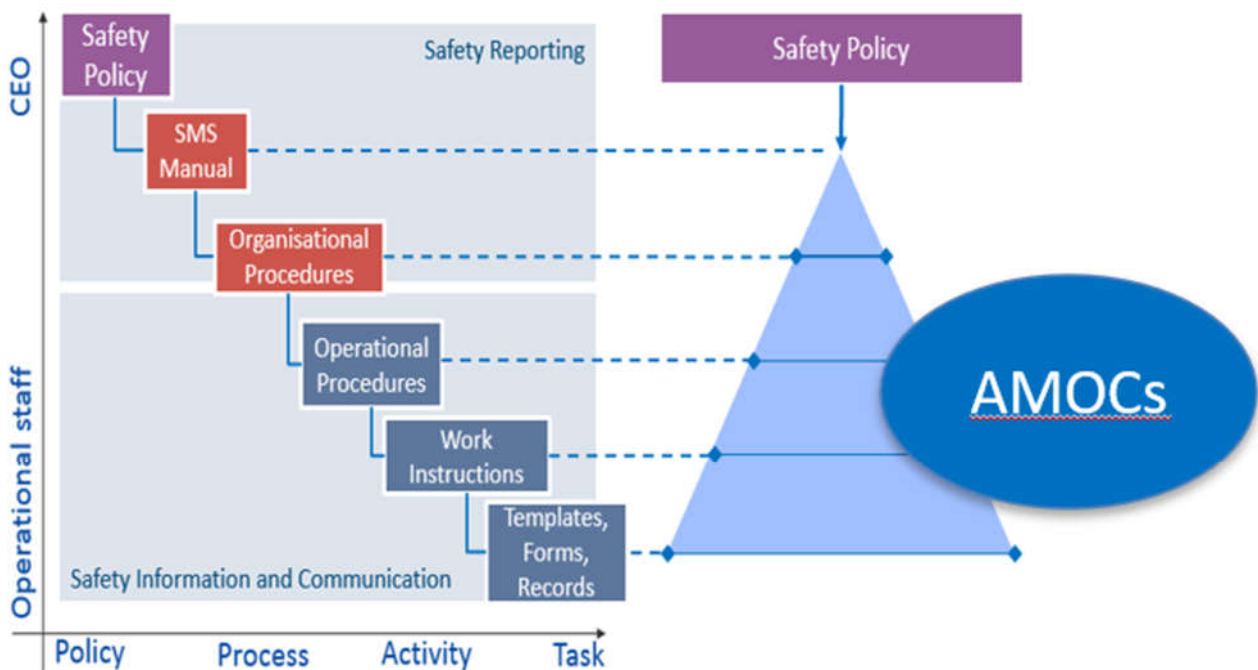 CEO
Operational staff
Safety
Policy
Safety Reporting
SMS
Manual
Organisational
Procedures
Operational
Procedures
Work
Instructions
Templates,
Forms,
Records
Safety Information and Communication
Policy
Process
Activity
Task
Safety Policy
AMOCs